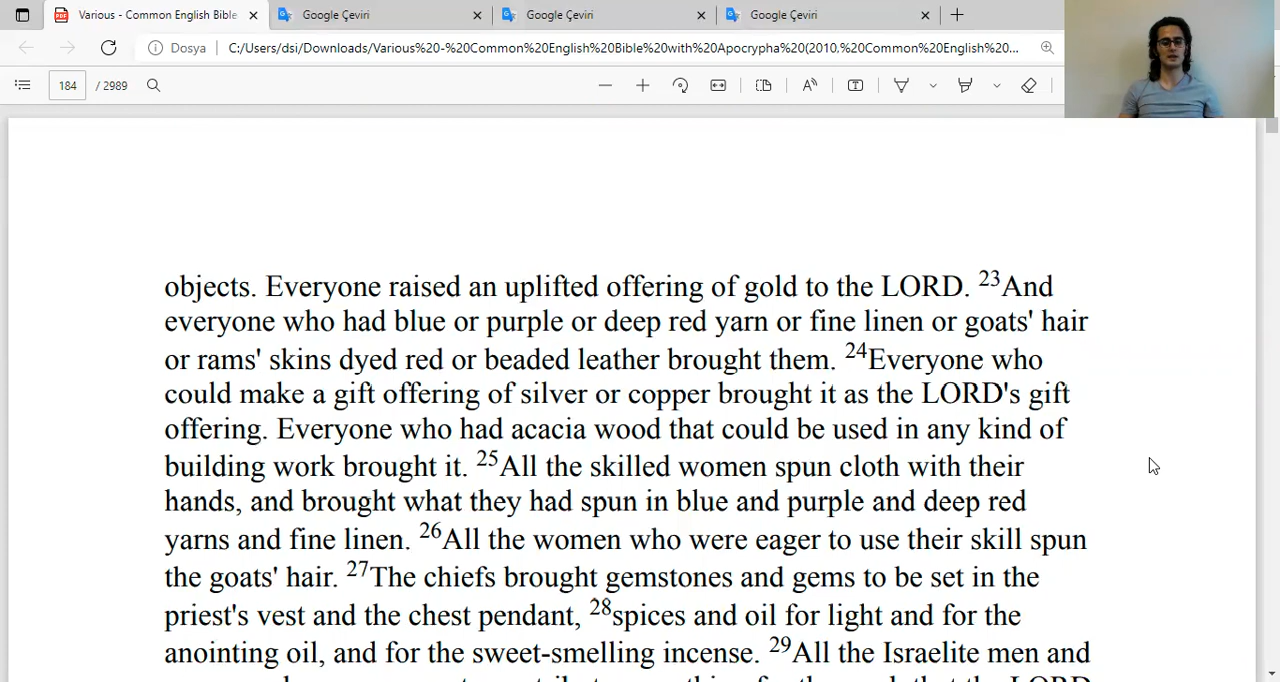 Various - Common English Bible
Google Çeviri
Google Çeviri
Google Çeviri
Dosya
C:/Users/dsi/Downloads/Various%20-%20Common%20English%20Bible%20with%20Apocrypha%20(2010,%20Common%20English%20...
184 / 2989
objects. Everyone raised an uplifted offering of gold to the LORD. 23And
everyone who had blue or purple or deep red yarn or fine linen or goats' hair
or rams' skins dyed red or beaded leather brought them. 24Everyone who
could make a gift offering of silver or copper brought it as the LORD's gift
offering. Everyone who had acacia wood that could be used in any kind of
building work brought it. 25All the skilled women spun cloth with their
hands, and brought what they had spun in blue and purple and deep red
yarns and fine linen. 26All the women who were eager to use their skill spun
the goats' hair. 27The chiefs brought gemstones and gems to be set in the
priest's vest and the chest pendant, 28spices and oil for light and for the
anointing oil, and for the sweet-smelling incense. 29All the Israelite men and